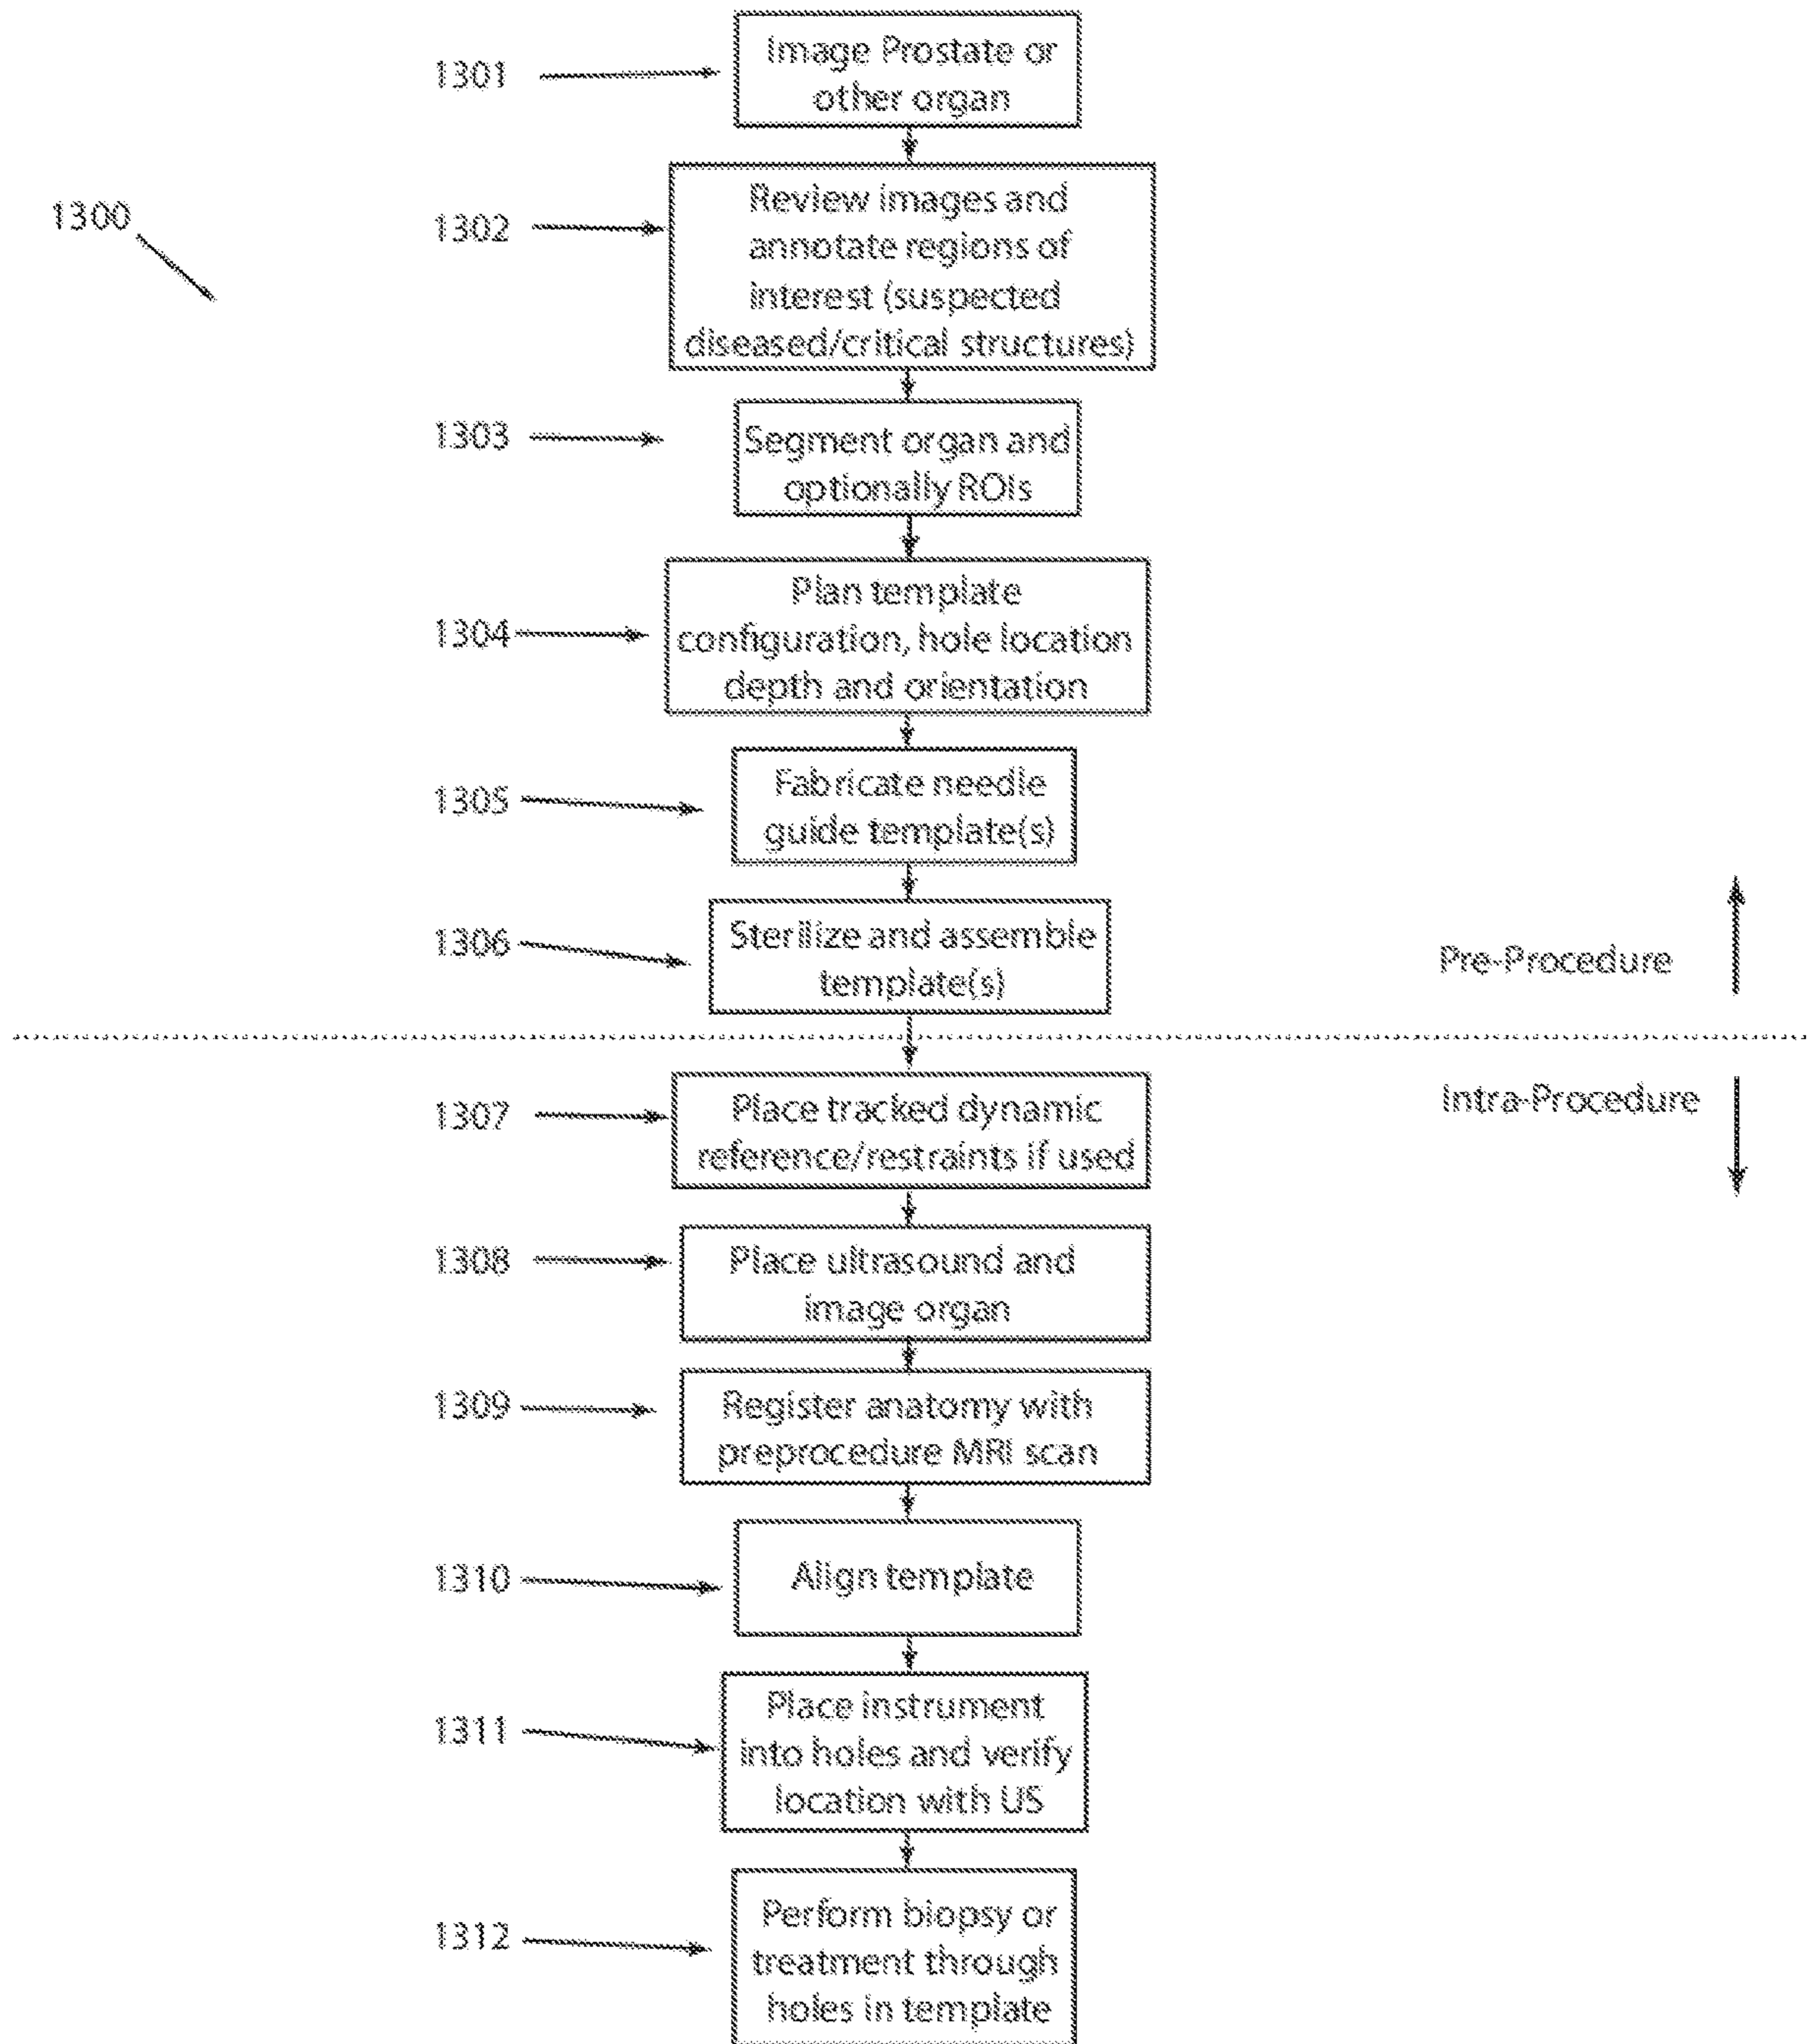 1301
Image Prostate or
other organ
1300
1302
Review images and
annotate regions of
interest (suspected
diseased/critical structures)
1303
Segment organ and
optionally ROIs
1304
Plan template
configuration, hole location
depth and orientation
1305
Fabricate needle
guide template(s)
1306
Sterilize and assemble
template(s)
Pre-Procedure
Intra-Procedure
1307
Place tracked dynamic
reference/restraints if used
1308
Place ultrasound and
image organ
1309
Register anatomy with
preprocedure MRI scan
1310
Align template
1311
Place instrument
into holes and verify
location with US
1312
Perform biopsy or
treatment through
holes in template